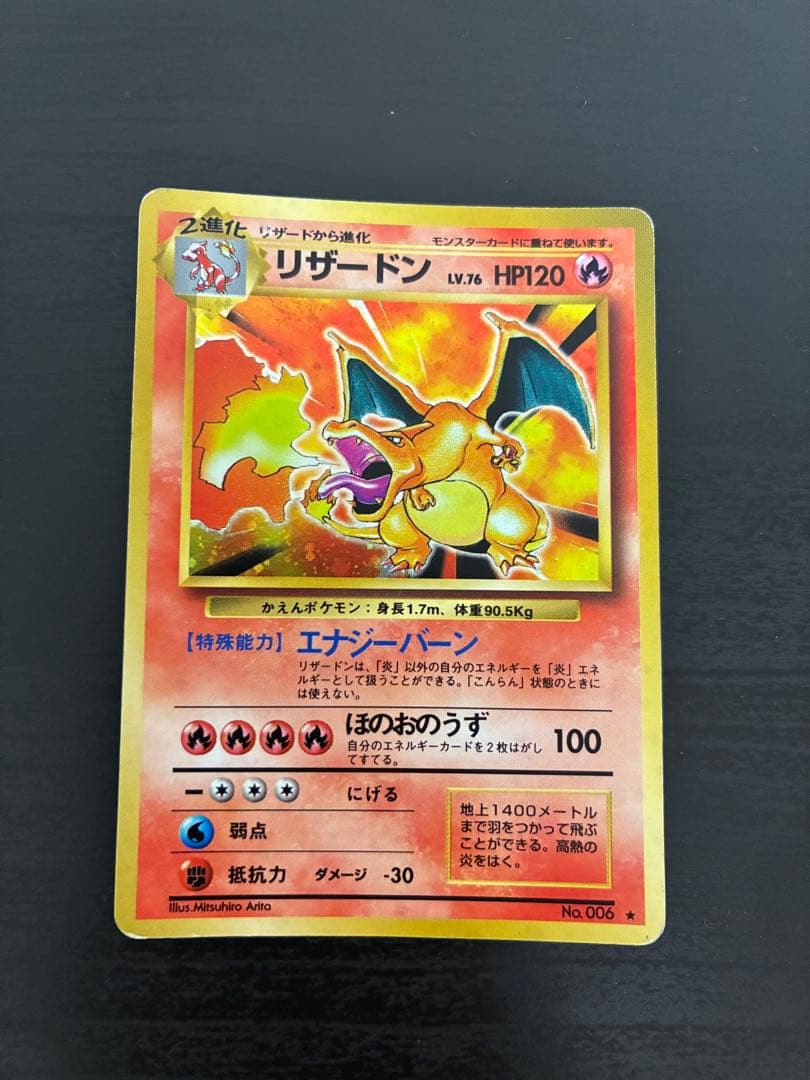 2進化 リザードから進化 モンスターカードに重ねて使います。
リザードン LV.76 HP120
かえんポケモン：身長1.7m、体重90.5Kg
【特殊能力】エナジーバーン
リザードンは、「炎」以外の自分のエネルギーを「炎」エネ
ルギーとして扱うことができる。「こんらん」状態のときに
は使えない。
ほのおのうず 100
自分のエネルギーカードを2枚はがし
てすてる。
ー にげる
弱点
抵抗力 ダメージ -30
地上1400メートル
まで羽をつかって飛ぶ
ことができる。高熱の
炎をはく。
Illus.Mitsuhiro Arita
No.006 ★